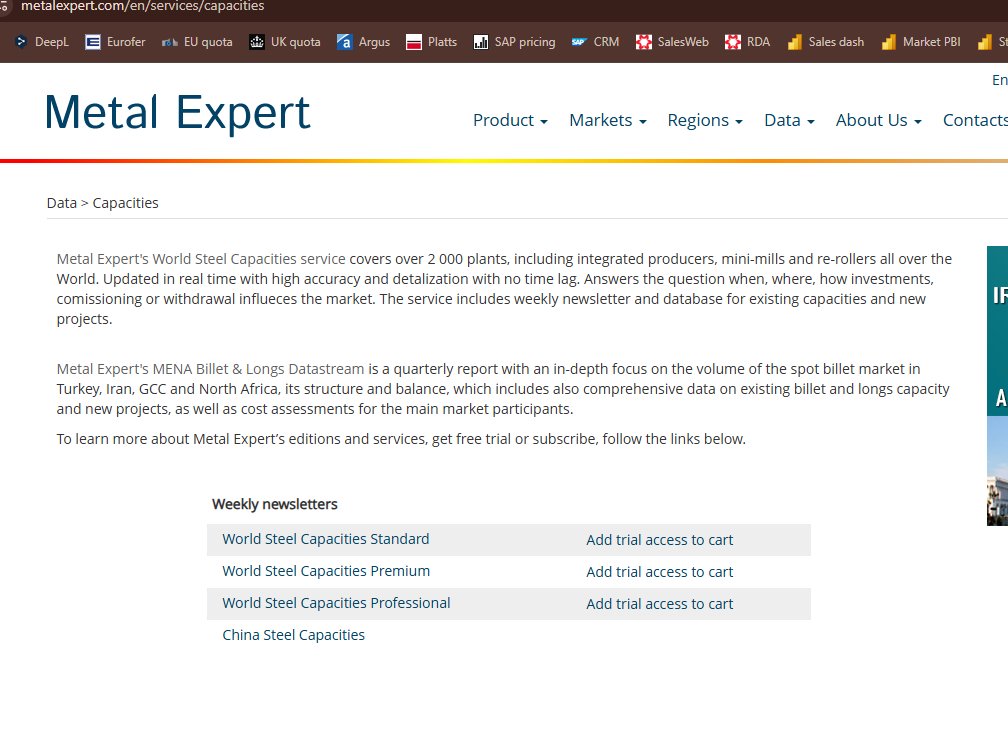 metalexpert.com/en/services/capacities
DeepL Eurofer EU quota UK quota Argus Platts SAP pricing CRM SalesWeb RDA Sales dash Market PBI
En
Metal Expert
Product Markets Regions Data About Us Contacts
Data > Capacities
Metal Expert's World Steel Capacities service covers over 2 000 plants, including integrated producers, mini-mills and re-rollers all over the
World. Updated in real time with high accuracy and detalization with no time lag. Answers the question when, where, how investments,
comissioning or withdrawal influeces the market. The service includes weekly newsletter and database for existing capacities and new
projects.
Metal Expert's MENA Billet & Longs Datastream is a quarterly report with an in-depth focus on the volume of the spot billet market in
Turkey, Iran, GCC and North Africa, its structure and balance, which includes also comprehensive data on existing billet and longs capacity
and new projects, as well as cost assessments for the main market participants.
To learn more about Metal Expert’s editions and services, get free trial or subscribe, follow the links below.
Weekly newsletters
World Steel Capacities Standard Add trial access to cart
World Steel Capacities Premium Add trial access to cart
World Steel Capacities Professional Add trial access to cart
China Steel Capacities